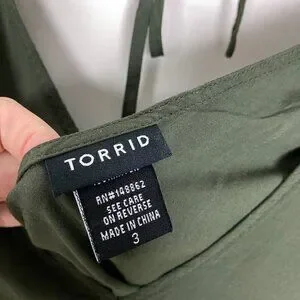 TORRID
RN#148862
SEE CARE
ON REVERSE
MADE IN CHINA
3